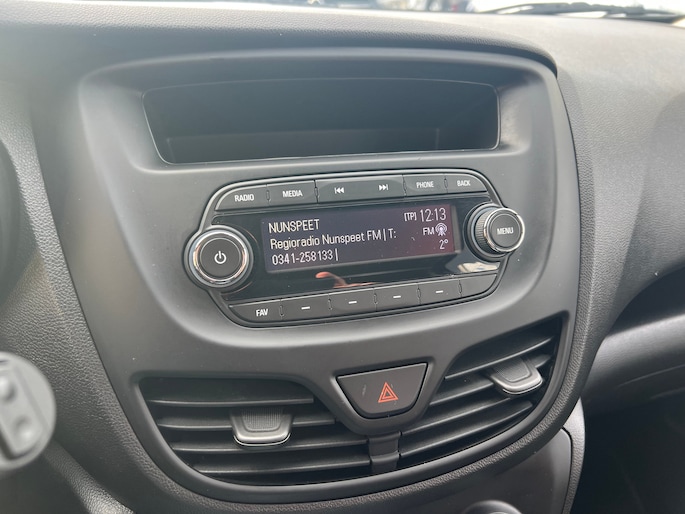 RADIO MEDIA PHONE BACK
NUNSPEET [TP] 12:13
Regioradio Nunspeet FM | T: FM
0341-258133 | 2°
MENU
FAV